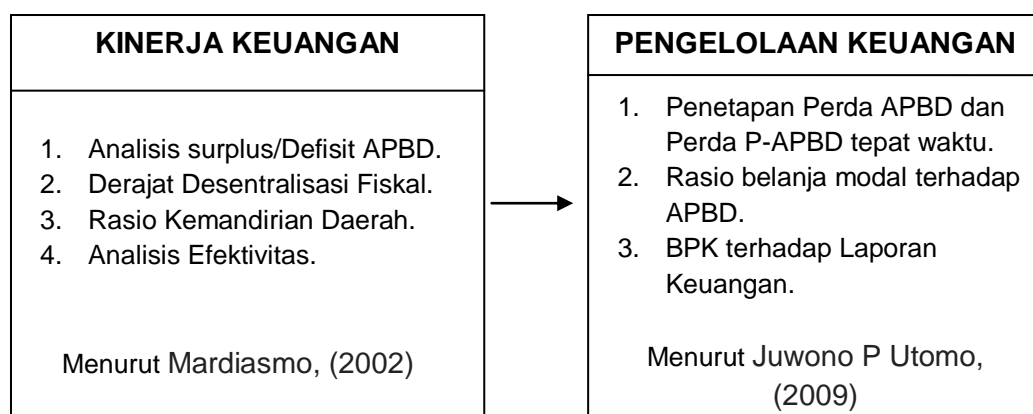 KINERJA KEUANGAN
1. Analisis surplus/Defisit APBD.
2. Derajat Desentralisasi Fiskal.
3. Rasio Kemandirian Daerah.
4. Analisis Efektivitas.
Menurut Mardiasmo, (2002)
PENGELOLAAN KEUANGAN
1. Penetapan Perda APBD dan
Perda P-APBD tepat waktu.
2. Rasio belanja modal terhadap
APBD.
3. BPK terhadap Laporan
Keuangan.
Menurut Juwono P Utomo,
(2009)